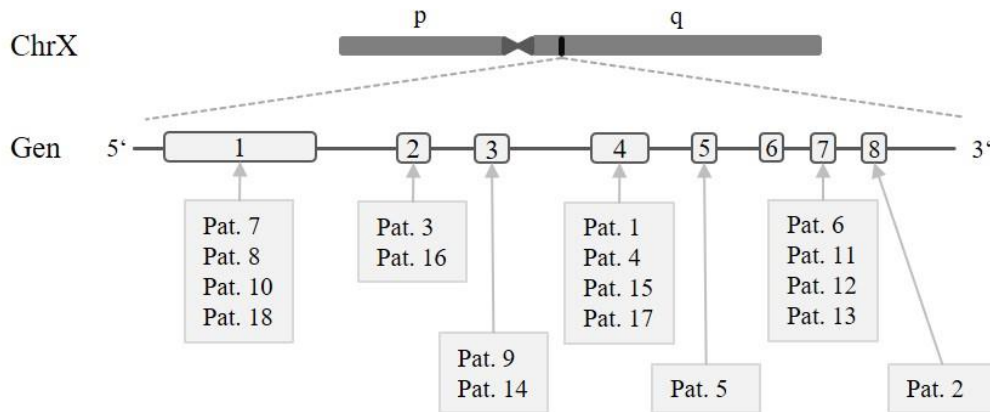 p q
ChrX
Gen 5‘ 1 2 3 4 5 6 7 8 3‘
Pat. 7
Pat. 8
Pat. 10
Pat. 18
Pat. 3
Pat. 16
Pat. 9
Pat. 14
Pat. 1
Pat. 4
Pat. 15
Pat. 17
Pat. 5
Pat. 6
Pat. 11
Pat. 12
Pat. 13
Pat. 2